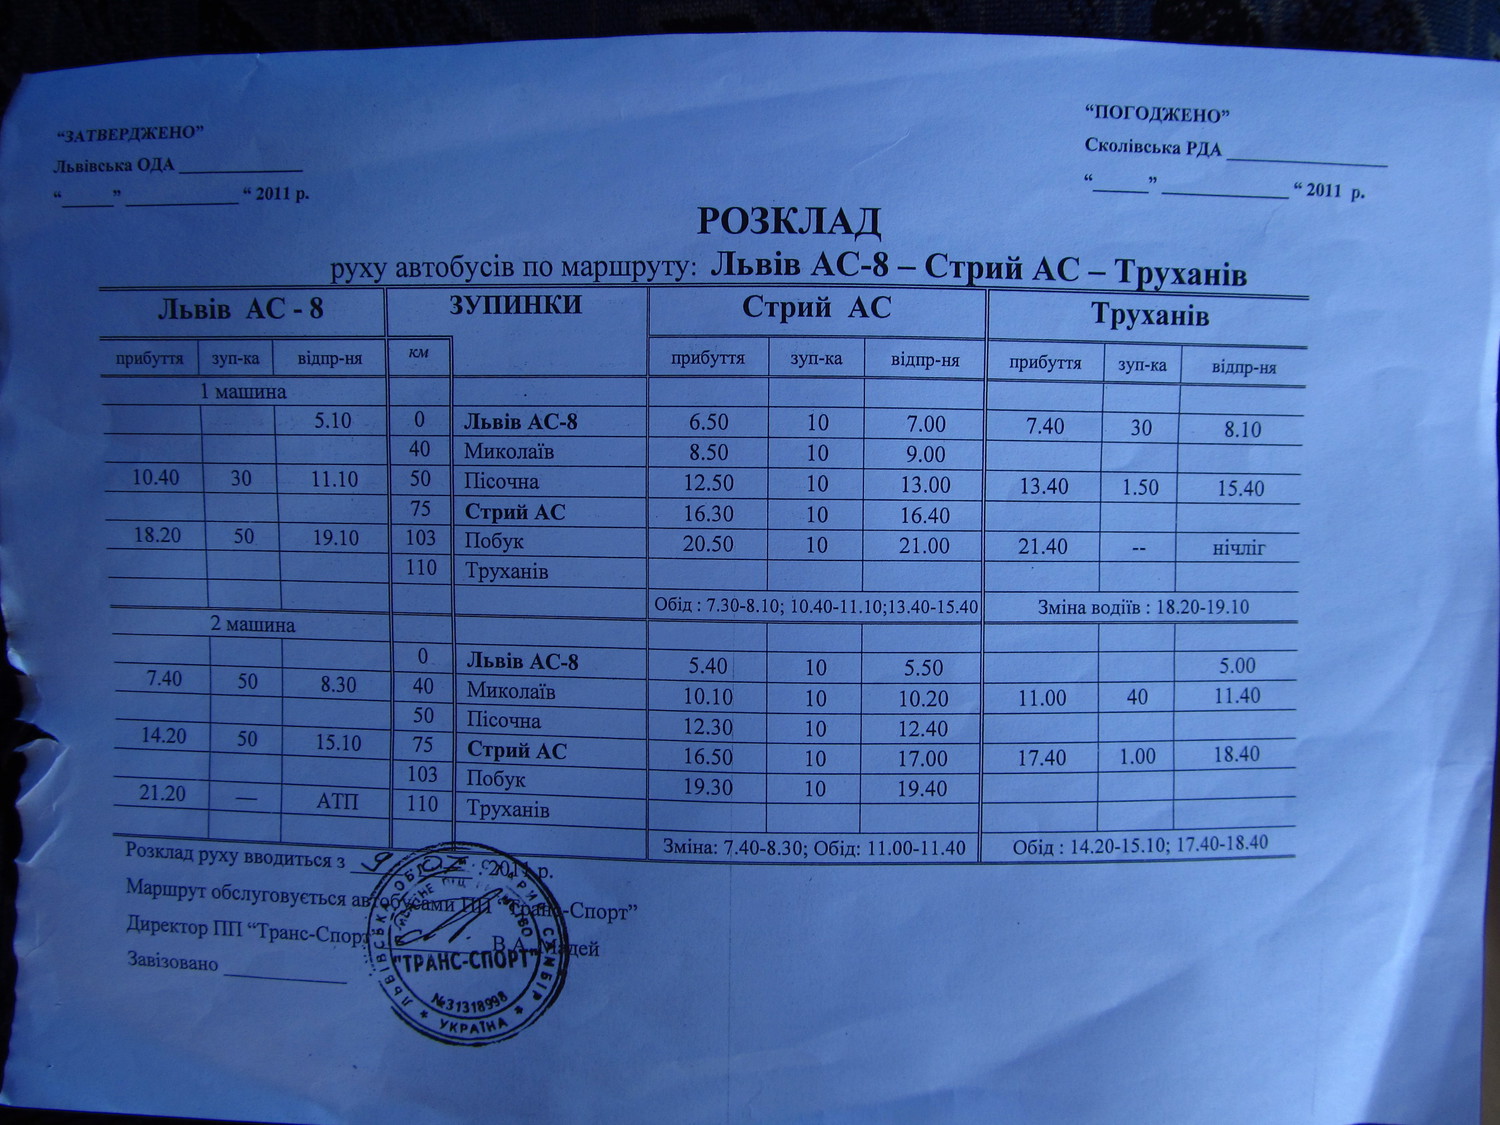 “ЗАТВЕРДЖЕНО”
Львівська ОДА ____________
“_____” ___________ “ 2011 р.
“ПОГОДЖЕНО”
Сколівська РДА _______________
“_____” ____________ “ 2011 р.
РОЗКЛАД
руху автобусів по маршруту: Львів АС-8 – Стрий АС – Труханів
Львів АС - 8 ЗУПИНКИ Стрий АС Труханів
прибуття зуп-ка відпр-ня км прибуття зуп-ка відпр-ня прибуття зуп-ка відпр-ня
1 машина
5.10 0 Львів АС-8 6.50 10 7.00 7.40 30 8.10
40 Миколаїв 8.50 10 9.00
10.40 30 11.10 50 Пісочна 12.50 10 13.00 13.40 1.50 15.40
75 Стрий АС 16.30 10 16.40
18.20 50 19.10 103 Побук 20.50 10 21.00 21.40 -- нічліг
110 Труханів
Обід : 7.30-8.10; 10.40-11.10;13.40-15.40 Зміна водіїв : 18.20-19.10
2 машина
0 Львів АС-8 5.40 10 5.50 5.00
7.40 50 8.30 40 Миколаїв 10.10 10 10.20 11.00 40 11.40
50 Пісочна 12.30 10 12.40
14.20 50 15.10 75 Стрий АС 16.50 10 17.00 17.40 1.00 18.40
103 Побук 19.30 10 19.40
21.20 — АТП 110 Труханів
Зміна: 7.40-8.30; Обід: 11.00-11.40 Обід : 14.20-15.10; 17.40-18.40
Розклад руху вводиться з 2011 р.
Маршрут обслуговується автобусами ПП “Транс-Спорт”
Директор ПП “Транс-Спорт В.А. Мадей
Завізовано ____________
"ТРАНС-СПОРТ"
№31318998
* УКРАЇНА *
ЛЬВІВСЬКА ОБЛ САМБІР